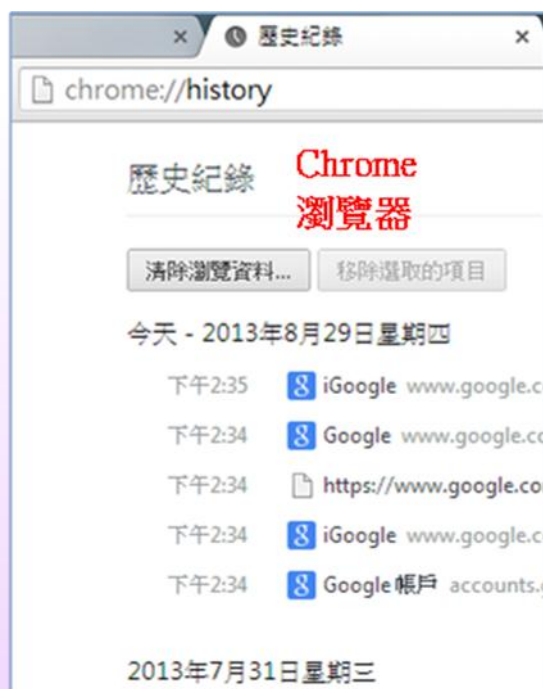 歷史紀錄
chrome://history
歷史紀錄
Chrome
瀏覽器
清除瀏覽資料... 移除選取的項目
今天 - 2013年8月29日星期四
下午2:35 iGoogle www.google.c
下午2:34 Google www.google.co
下午2:34 https://www.google.co
下午2:34 iGoogle www.google.c
下午2:34 Google 帳戶 accounts.
2013年7月31日星期三